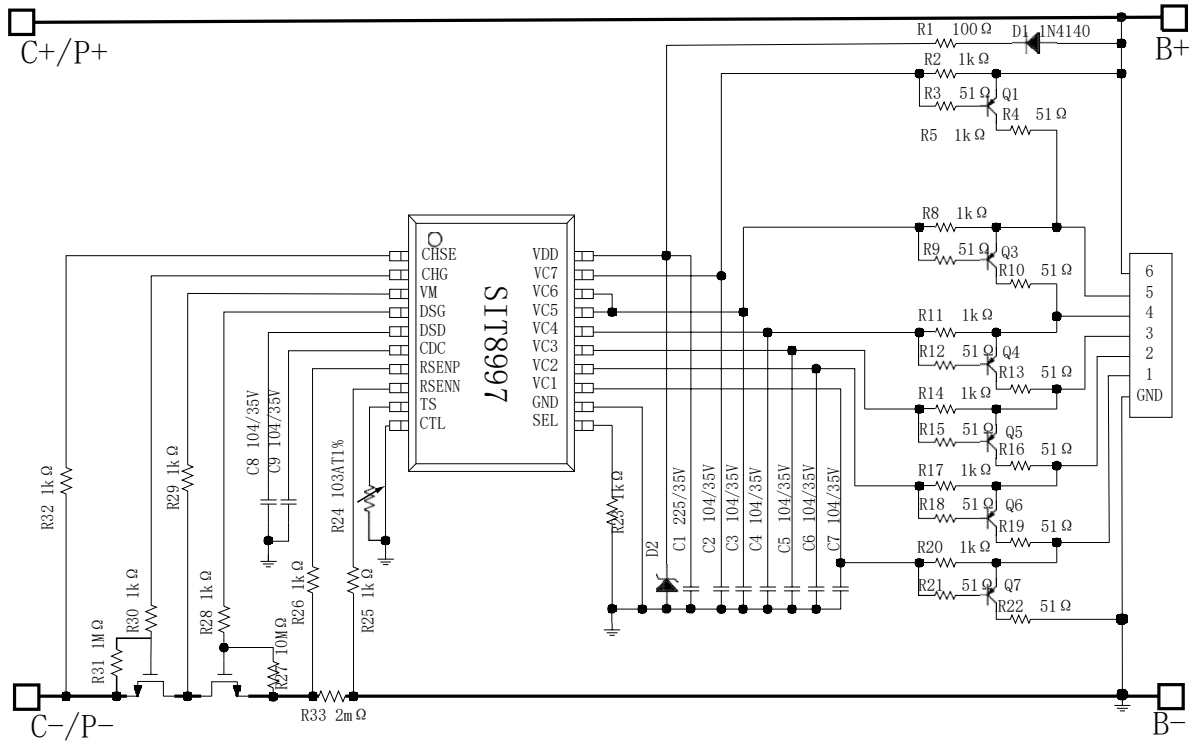 C+/P+
B+
R1 100Ω D1 1N4140
R2 1kΩ
R3 51Ω Q1
R4 51Ω
R5 1kΩ
R8 1kΩ
R9 51Ω Q3
R10 51Ω
R11 1kΩ
R12 51Ω Q4
R13 51Ω
R14 1kΩ
R15 51Ω Q5
R16 51Ω
R17 1kΩ
R18 51Ω Q6
R19 51Ω
R20 1kΩ
R21 51Ω Q7
R22 51Ω
6
5
4
3
2
1
GND
SIT8997
CHSE
CHG
VM
DSG
DSD
CDC
RSENP
RSENN
TS
CTL
VDD
VC7
VC6
VC5
VC4
VC3
VC2
VC1
GND
SEL
R32 1kΩ
R29 1kΩ
C8 104/35V
C9 104/35V
R24 103AT1%
R23 1kΩ
D2
C1 225/35V
C2 104/35V
C3 104/35V
C4 104/35V
C5 104/35V
C6 104/35V
C7 104/35V
R31 1MΩ
R30 1kΩ
R28 1kΩ
R27 10MΩ
R26 1kΩ
R25 1kΩ
R33 2mΩ
C-/P-
B-